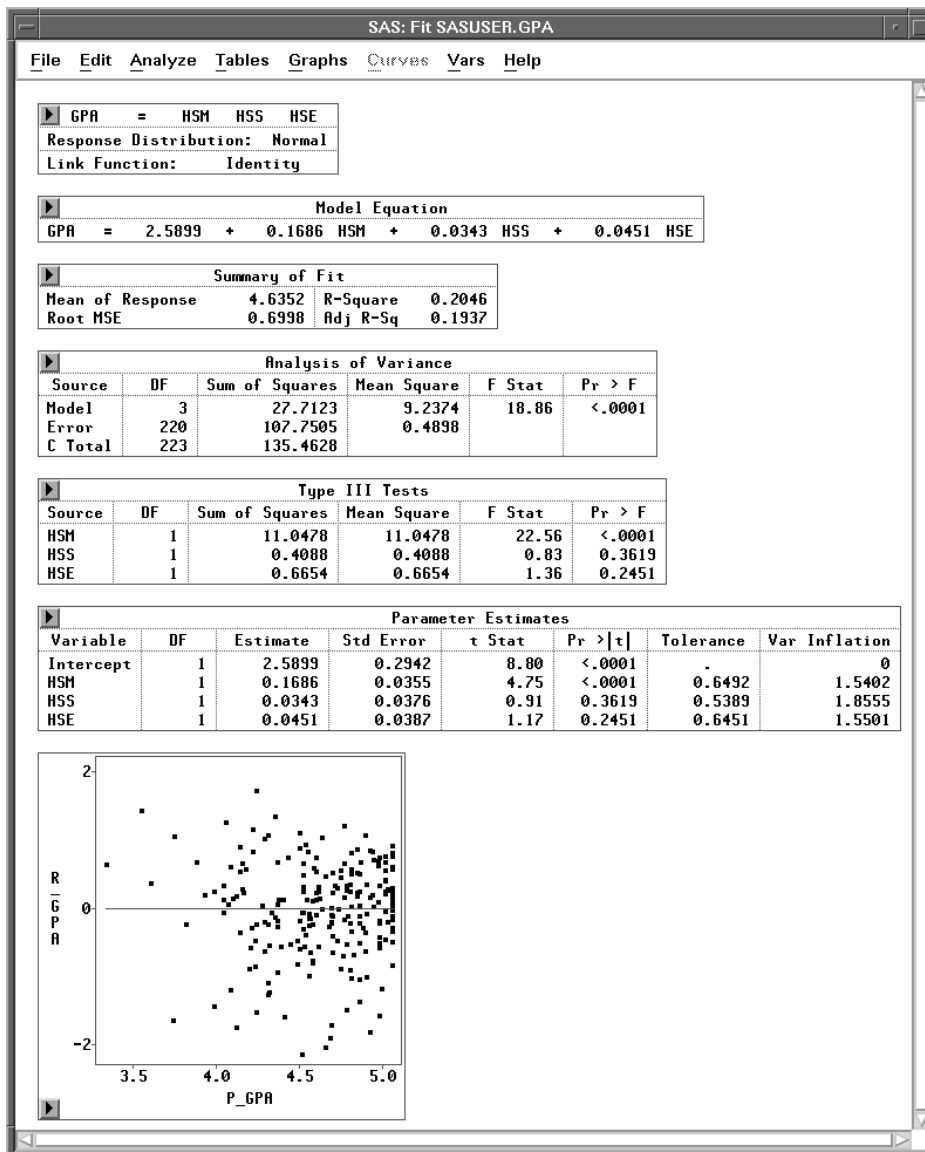 SAS: Fit SASUSER.GPA
File Edit Analyze Tables Graphs Curves Vars Help
GPA = HSM HSS HSE
Response Distribution: Normal
Link Function: Identity
Model Equation
GPA = 2.5899 + 0.1686 HSM + 0.0343 HSS + 0.0451 HSE
Summary of Fit
Mean of Response 4.6352 R-Square 0.2046
Root MSE 0.6998 Adj R-Sq 0.1937
Analysis of Variance
Source DF Sum of Squares Mean Square F Stat Pr > F
Model 3 27.7123 9.2374 18.86 <.0001
Error 220 107.7505 0.4898
C Total 223 135.4628
Type III Tests
Source DF Sum of Squares Mean Square F Stat Pr > F
HSM 1 11.0478 11.0478 22.56 <.0001
HSS 1 0.4088 0.4088 0.83 0.3619
HSE 1 0.6654 0.6654 1.36 0.2451
Parameter Estimates
Variable DF Estimate Std Error t Stat Pr >|t| Tolerance Var Inflation
Intercept 1 2.5899 0.2942 8.80 <.0001 . 0
HSM 1 0.1686 0.0355 4.75 <.0001 0.6492 1.5402
HSS 1 0.0343 0.0376 0.91 0.3619 0.5389 1.8555
HSE 1 0.0451 0.0387 1.17 0.2451 0.6451 1.5501
2
R_GPA
0
-2
3.5 4.0 4.5 5.0
P_GPA